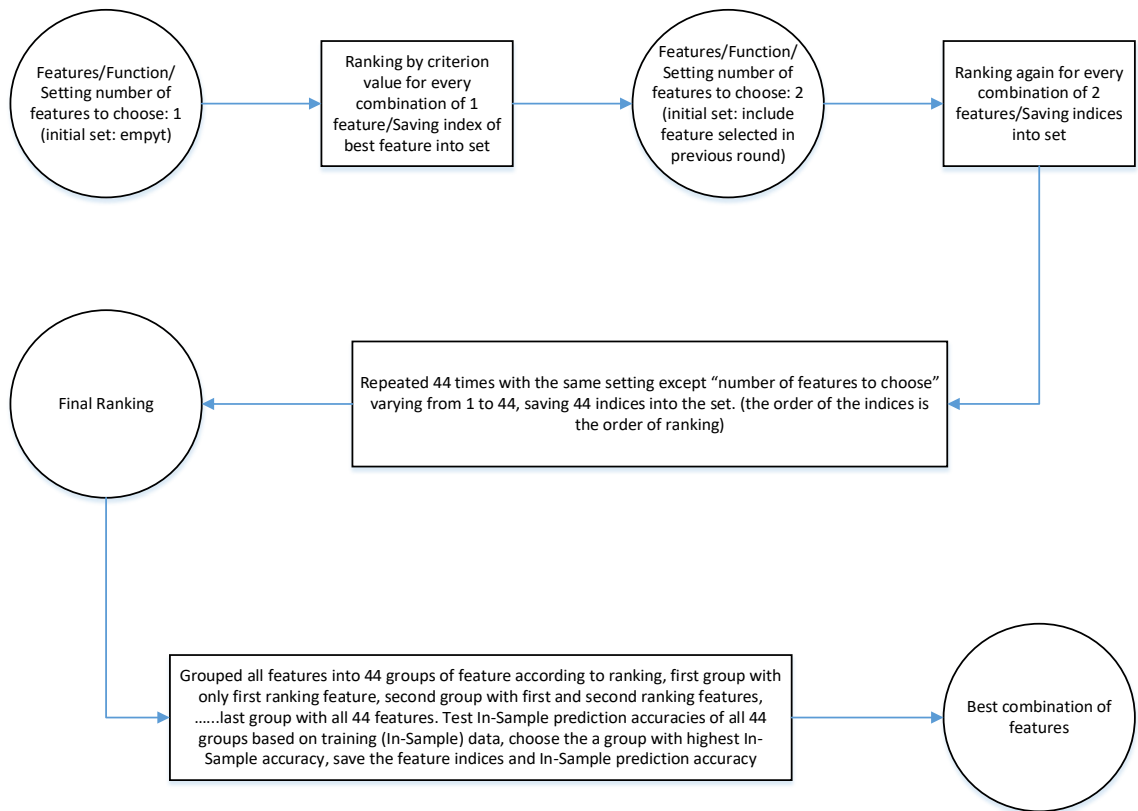 Features/Function/
Setting number of
features to choose: 1
(initial set: empyt)
Ranking by criterion
value for every
combination of 1
feature/Saving index of
best feature into set
Features/Function/
Setting number of
features to choose: 2
(initial set: include
feature selected in
previous round)
Ranking again for every
combination of 2
features/Saving indices
into set
Repeated 44 times with the same setting except “number of features to choose”
varying from 1 to 44, saving 44 indices into the set. (the order of the indices is
the order of ranking)
Final Ranking
Grouped all features into 44 groups of feature according to ranking, first group with
only first ranking feature, second group with first and second ranking features,
......last group with all 44 features. Test In-Sample prediction accuracies of all 44
groups based on training (In-Sample) data, choose the a group with highest In-
Sample accuracy, save the feature indices and In-Sample prediction accuracy
Best combination of
features